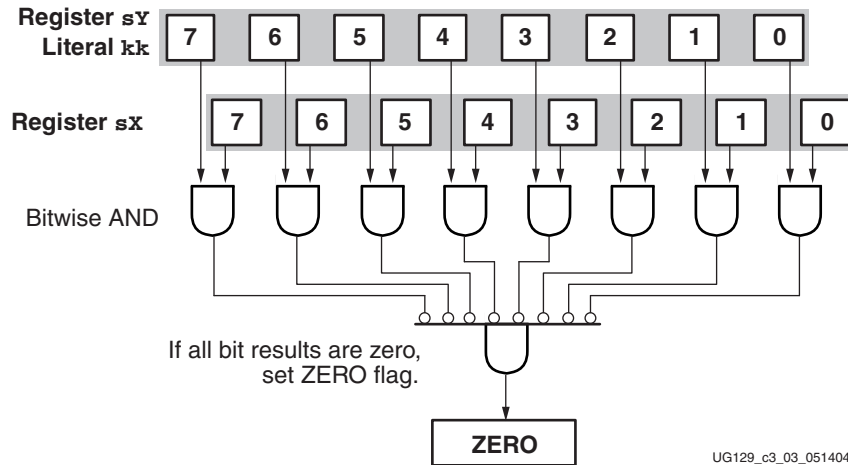 Register sY
Literal kk
7 6 5 4 3 2 1 0
Register sX
7 6 5 4 3 2 1 0
Bitwise AND
If all bit results are zero,
set ZERO flag.
ZERO
UG129_c3_03_051404